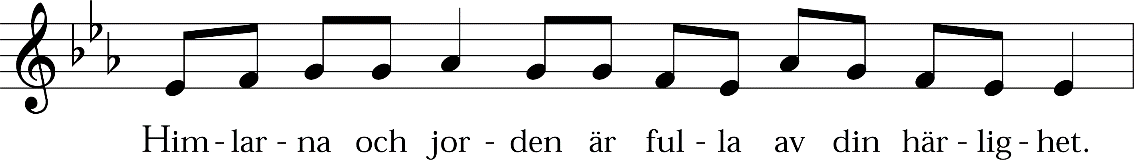 Him-lar-na och jor-den är ful-la av din här-lig-het.